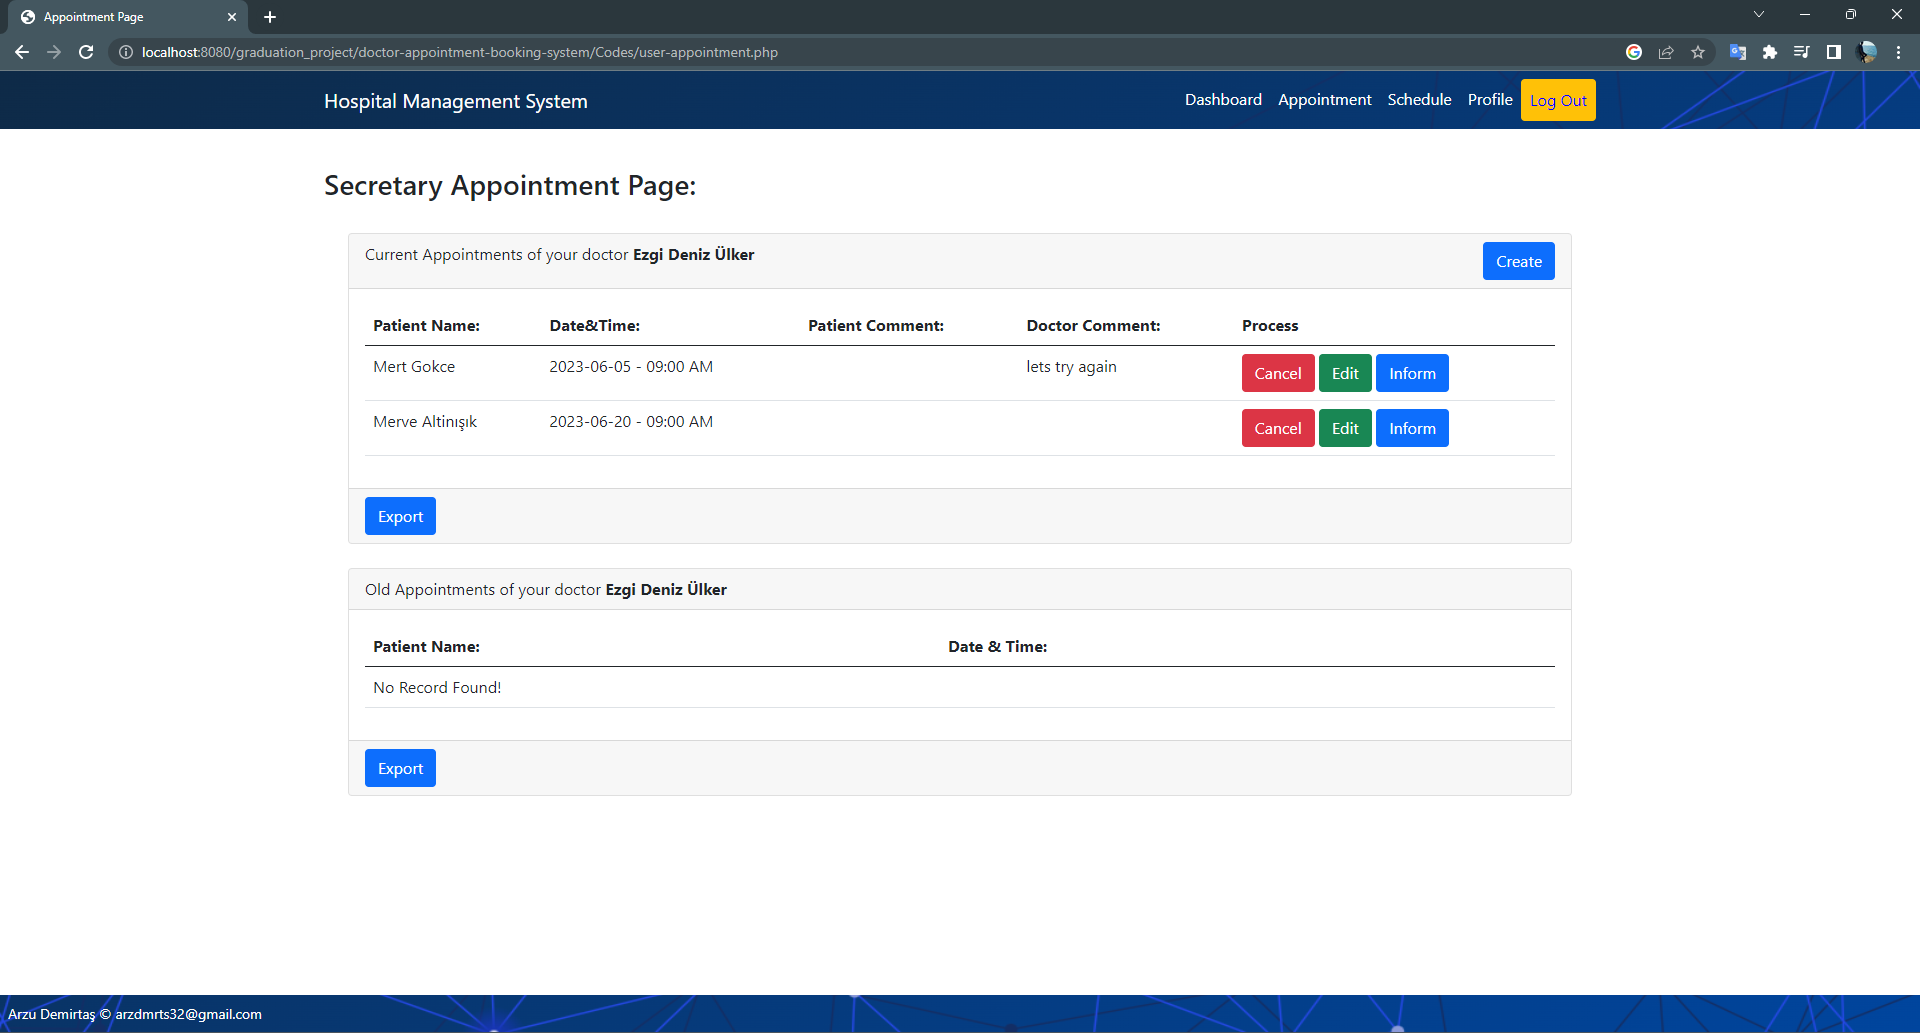 Appointment Page
localhost:8080/graduation_project/doctor-appointment-booking-system/Codes/user-appointment.php
Hospital Management System
Dashboard Appointment Schedule Profile Log Out
Secretary Appointment Page:
Current Appointments of your doctor Ezgi Deniz Ülker
Create
Patient Name: Date&Time: Patient Comment: Doctor Comment: Process
Mert Gokce 2023-06-05 - 09:00 AM lets try again Cancel Edit Inform
Merve Altinışık 2023-06-20 - 09:00 AM Cancel Edit Inform
Export
Old Appointments of your doctor Ezgi Deniz Ülker
Patient Name: Date & Time:
No Record Found!
Export
Arzu Demirtaş © arzdmrts32@gmail.com